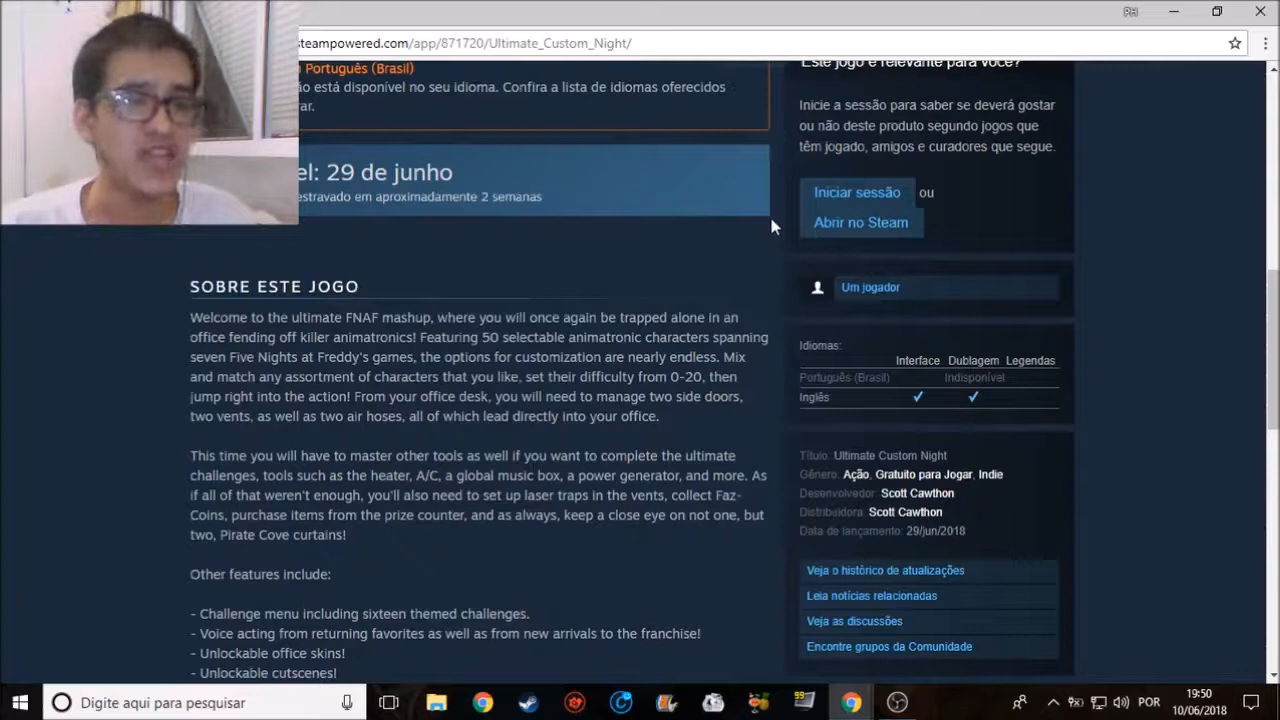 PH
steampowered.com/app/871720/Ultimate_Custom_Night/
Português (Brasil)
ão está disponível no seu idioma. Confira a lista de idiomas oferecidos
rar.
el: 29 de junho
estravado em aproximadamente 2 semanas
SOBRE ESTE JOGO
Welcome to the ultimate FNAF mashup, where you will once again be trapped alone in an
office fending off killer animatronics! Featuring 50 selectable animatronic characters spanning
seven Five Nights at Freddy's games, the options for customization are nearly endless. Mix
and match any assortment of characters that you like, set their difficulty from 0-20, then
jump right into the action! From your office desk, you will need to manage two side doors,
two vents, as well as two air hoses, all of which lead directly into your office.
This time you will have to master other tools as well if you want to complete the ultimate
challenges, tools such as the heater, A/C, a global music box, a power generator, and more. As
if all of that weren't enough, you'll also need to set up laser traps in the vents, collect Faz-
Coins, purchase items from the prize counter, and as always, keep a close eye on not one, but
two, Pirate Cove curtains!
Other features include:
- Challenge menu including sixteen themed challenges.
- Voice acting from returning favorites as well as from new arrivals to the franchise!
- Unlockable office skins!
- Unlockable cutscenes!
Este jogo é relevante para você?
Inicie a sessão para saber se deverá gostar
ou não deste produto segundo jogos que
têm jogado, amigos e curadores que segue.
Iniciar sessão ou
Abrir no Steam
Um jogador
Idiomas:
Interface Dublagem Legendas
Português (Brasil) Indisponível
Inglês ✓ ✓
Título: Ultimate Custom Night
Gênero: Ação, Gratuito para Jogar, Indie
Desenvolvedor: Scott Cawthon
Distribuidora: Scott Cawthon
Data de lançamento: 29/jun/2018
Veja o histórico de atualizações
Leia notícias relacionadas
Veja as discussões
Encontre grupos da Comunidade
Digite aqui para pesquisar
99
POR
19:50
10/06/2018